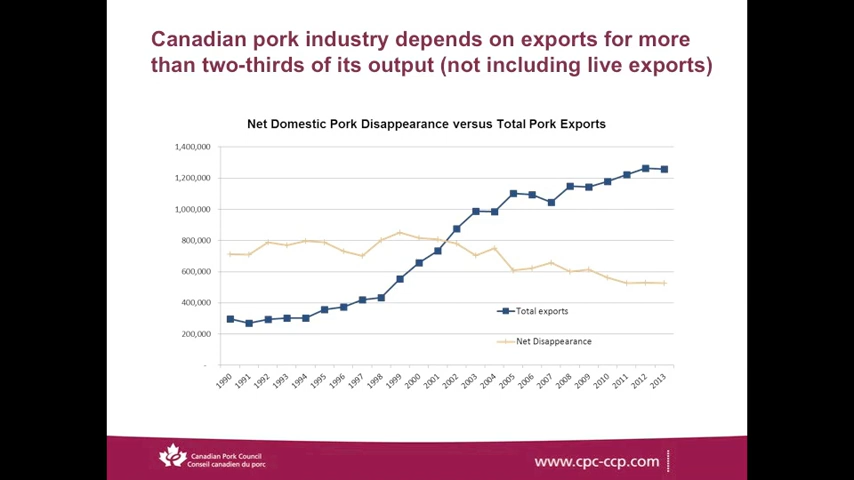 Canadian pork industry depends on exports for more
than two-thirds of its output (not including live exports)
Net Domestic Pork Disappearance versus Total Pork Exports
1,400,000
1,200,000
1,000,000
800,000
600,000
400,000
200,000
-
Total exports
Net Disappearance
1990 1991 1992 1993 1994 1995 1996 1997 1998 1999 2000 2001 2002 2003 2004 2005 2006 2007 2008 2009 2010 2011 2012 2013
Canadian Pork Council
Conseil canadien du porc
www.cpc-ccp.com